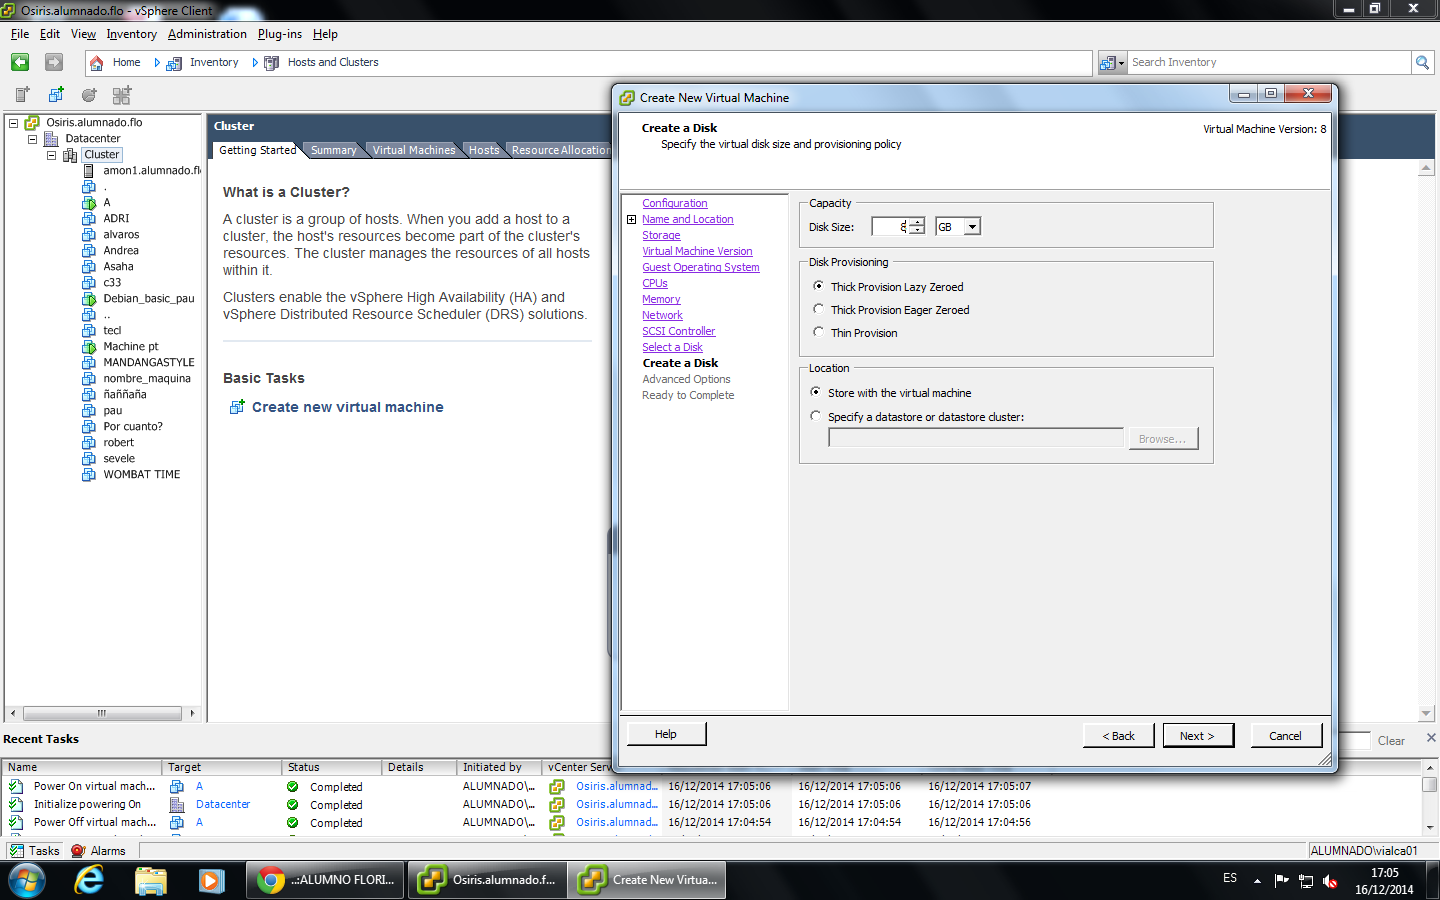 Osiris.alumnado.flo - vSphere Client
File Edit View Inventory Administration Plug-ins Help
Home Inventory Hosts and Clusters
Search Inventory
Osiris.alumnado.flo
Datacenter
Cluster
amon1.alumnado.fl
.
A
ADRI
alvaros
Andrea
Asaha
c33
Debian_basic_pau
..
tecl
Machine pt
MANDANGASTYLE
nombre_maquina
ñaññaña
pau
Por cuanto?
robert
sevele
WOMBAT TIME
Cluster
Getting Started Summary Virtual Machines Hosts Resource Allocation
What is a Cluster?
A cluster is a group of hosts. When you add a host to a
cluster, the host's resources become part of the cluster's
resources. The cluster manages the resources of all hosts
within it.
Clusters enable the vSphere High Availability (HA) and
vSphere Distributed Resource Scheduler (DRS) solutions.
Basic Tasks
Create new virtual machine
Create New Virtual Machine
Create a Disk
Specify the virtual disk size and provisioning policy
Virtual Machine Version: 8
Configuration
Name and Location
Storage
Virtual Machine Version
Guest Operating System
CPUs
Memory
Network
SCSI Controller
Select a Disk
Create a Disk
Advanced Options
Ready to Complete
Capacity
Disk Size: GB
Disk Provisioning
Thick Provision Lazy Zeroed
Thick Provision Eager Zeroed
Thin Provision
Location
Store with the virtual machine
Specify a datastore or datastore cluster:
Browse...
Help < Back Next > Cancel
Recent Tasks
Clear
Name Target Status Details Initiated by vCenter Serv
Power On virtual mach... A Completed ALUMNADO\... Osiris.alumnad... 16/12/2014 17:05:06 16/12/2014 17:05:06 16/12/2014 17:05:07
Initialize powering On Datacenter Completed ALUMNADO\... Osiris.alumnad... 16/12/2014 17:05:06 16/12/2014 17:05:06 16/12/2014 17:05:06
Power Off virtual mach... A Completed ALUMNADO\... Osiris.alumnad... 16/12/2014 17:04:54 16/12/2014 17:04:54 16/12/2014 17:04:56
Tasks Alarms
ALUMNADO\vialca01
..:ALUMNO FLORI... Osiris.alumnado.f... Create New Virtua...
ES
17:05
16/12/2014